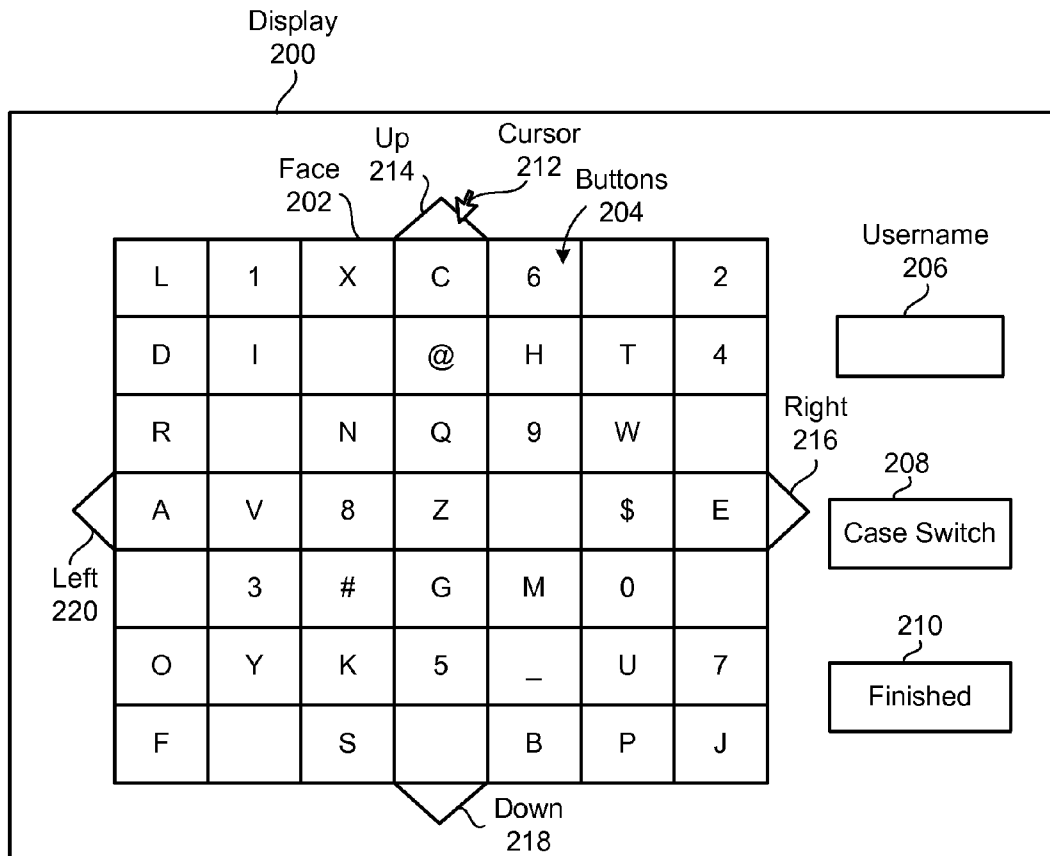 Display
200
Up
214
Cursor
212
Face
202
Buttons
204
L 1 X C 6 2
D I @ H T 4
R N Q 9 W
A V 8 Z $ E
3 # G M 0
O Y K 5 _ U 7
F S B P J
Username
206
Right
216
208
Case Switch
Left
220
210
Finished
Down
218